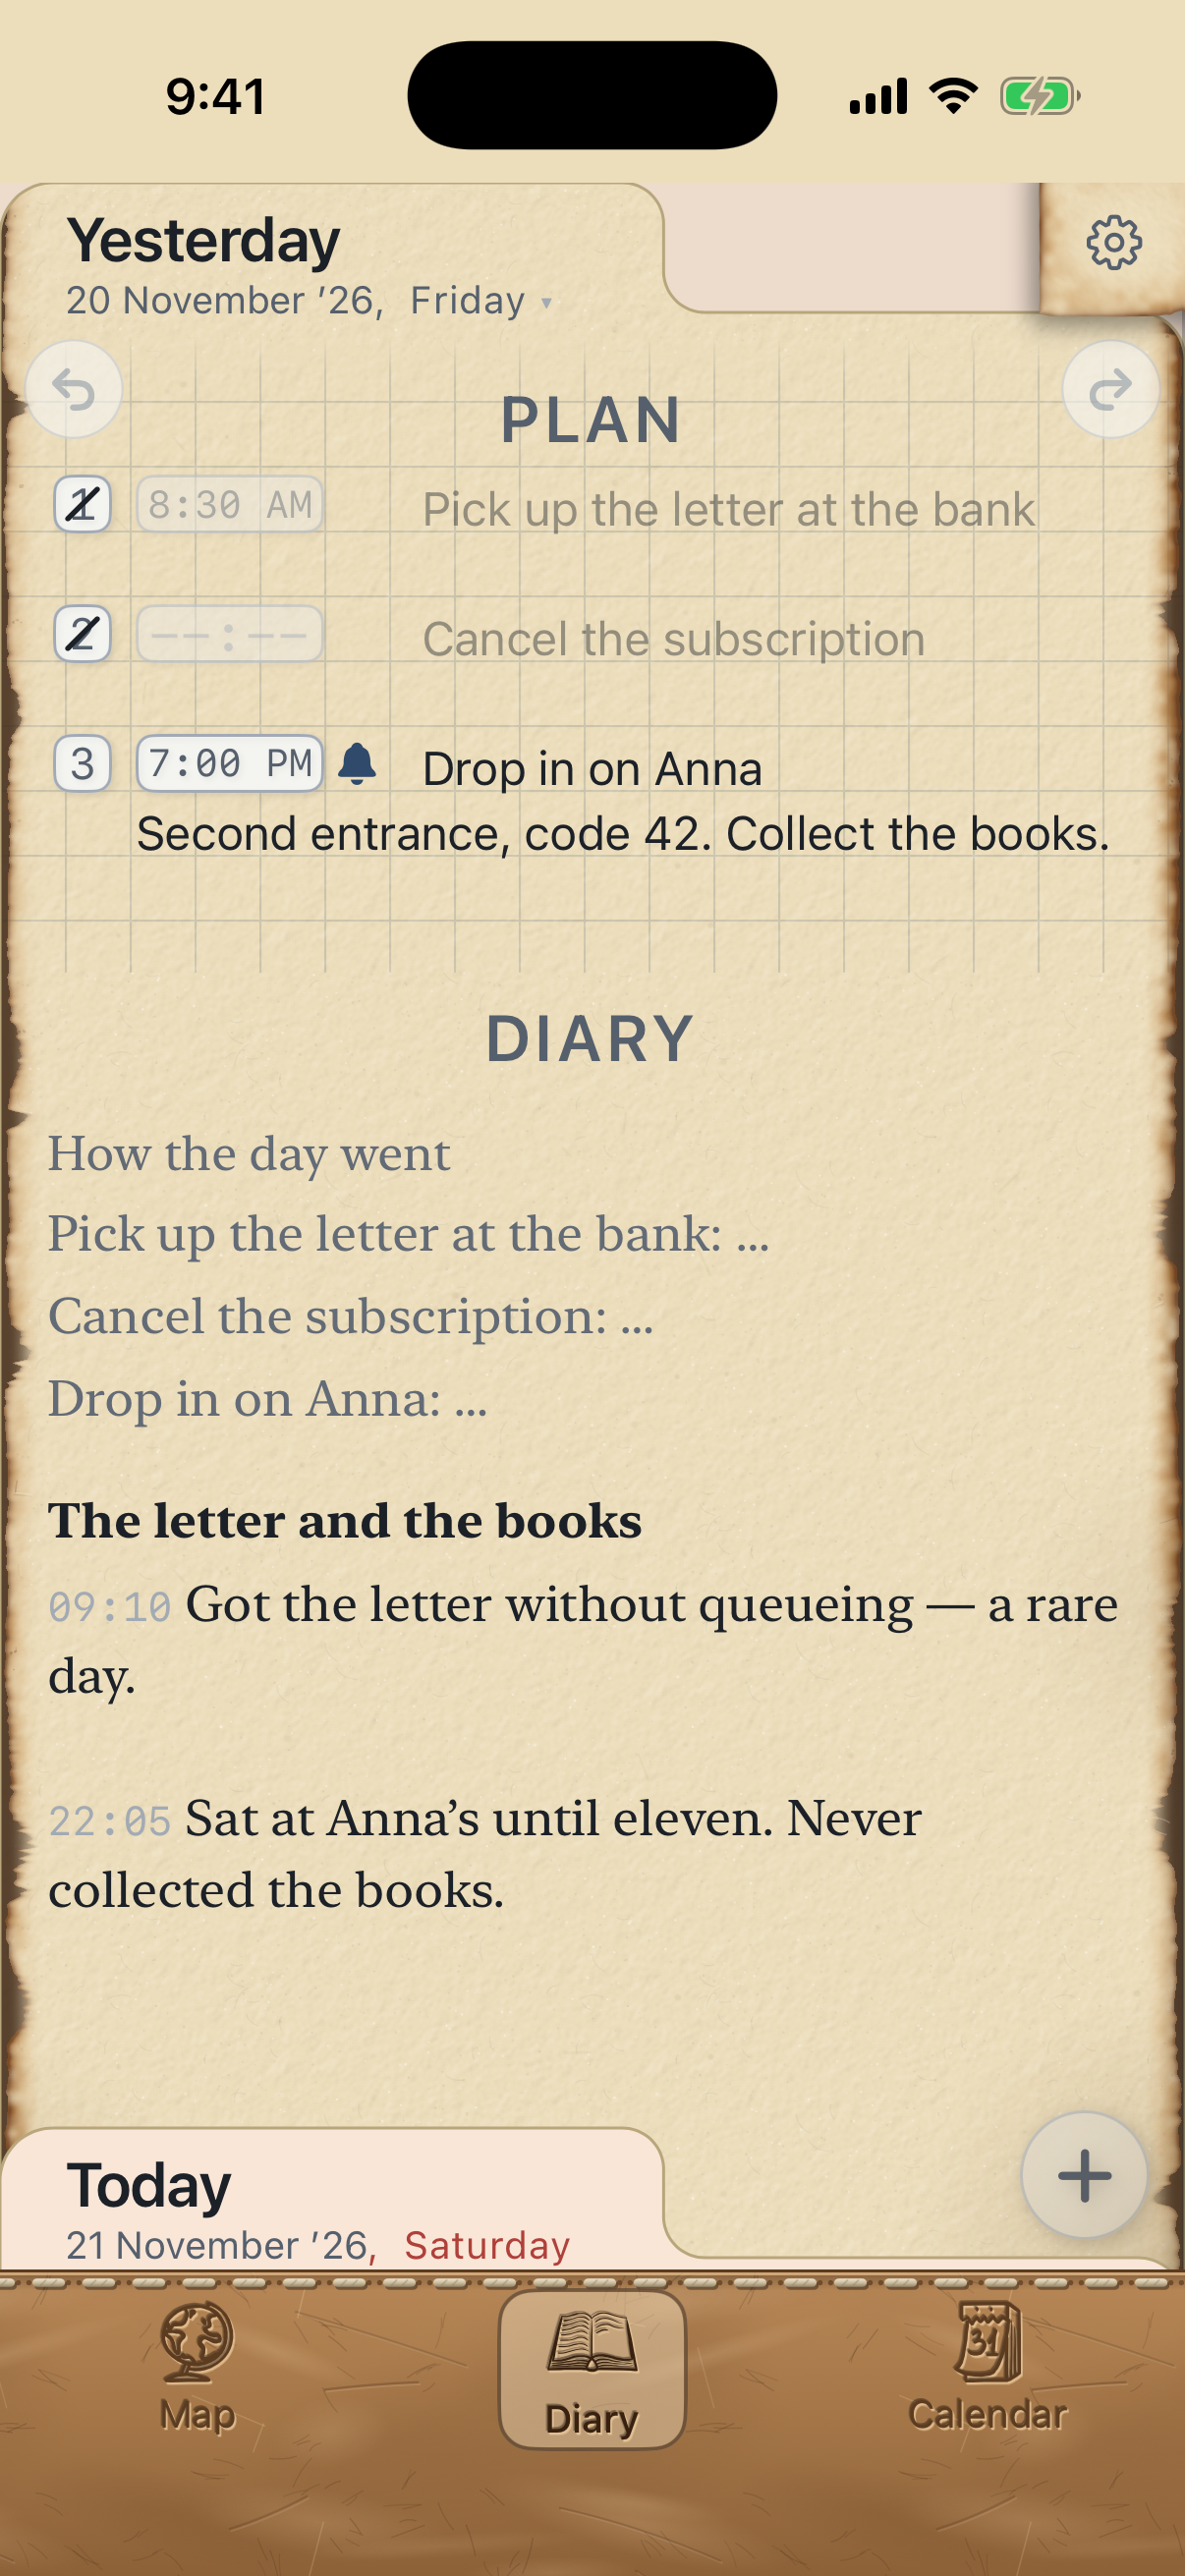 9:41
Yesterday
20 November ’26, Friday ▾
PLAN
1 8:30 AM Pick up the letter at the bank
2 --:-- Cancel the subscription
3 7:00 PM Drop in on Anna
Second entrance, code 42. Collect the books.
DIARY
How the day went
Pick up the letter at the bank: ...
Cancel the subscription: ...
Drop in on Anna: ...
The letter and the books
09:10 Got the letter without queueing — a rare
day.
22:05 Sat at Anna’s until eleven. Never
collected the books.
Today
21 November ’26, Saturday
31
Map
Diary
Calendar